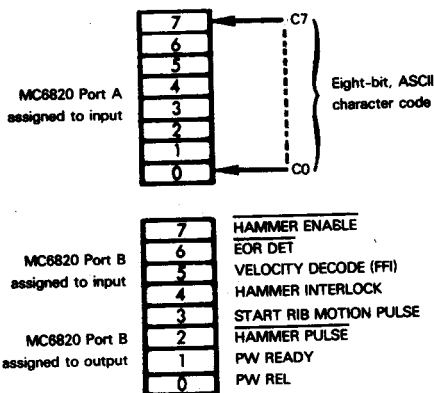 7
6
5
4
3
2
1
0
C7
C0
MC6820 Port A
assigned to input
Eight-bit, ASCII
character code
7 HAMMER ENABLE
6 EOR DET
5 VELOCITY DECODE (FFI)
4 HAMMER INTERLOCK
3 START RIB MOTION PULSE
2 HAMMER PULSE
1 PW READY
0 PW REL
MC6820 Port B
assigned to input
MC6820 Port B
assigned to output